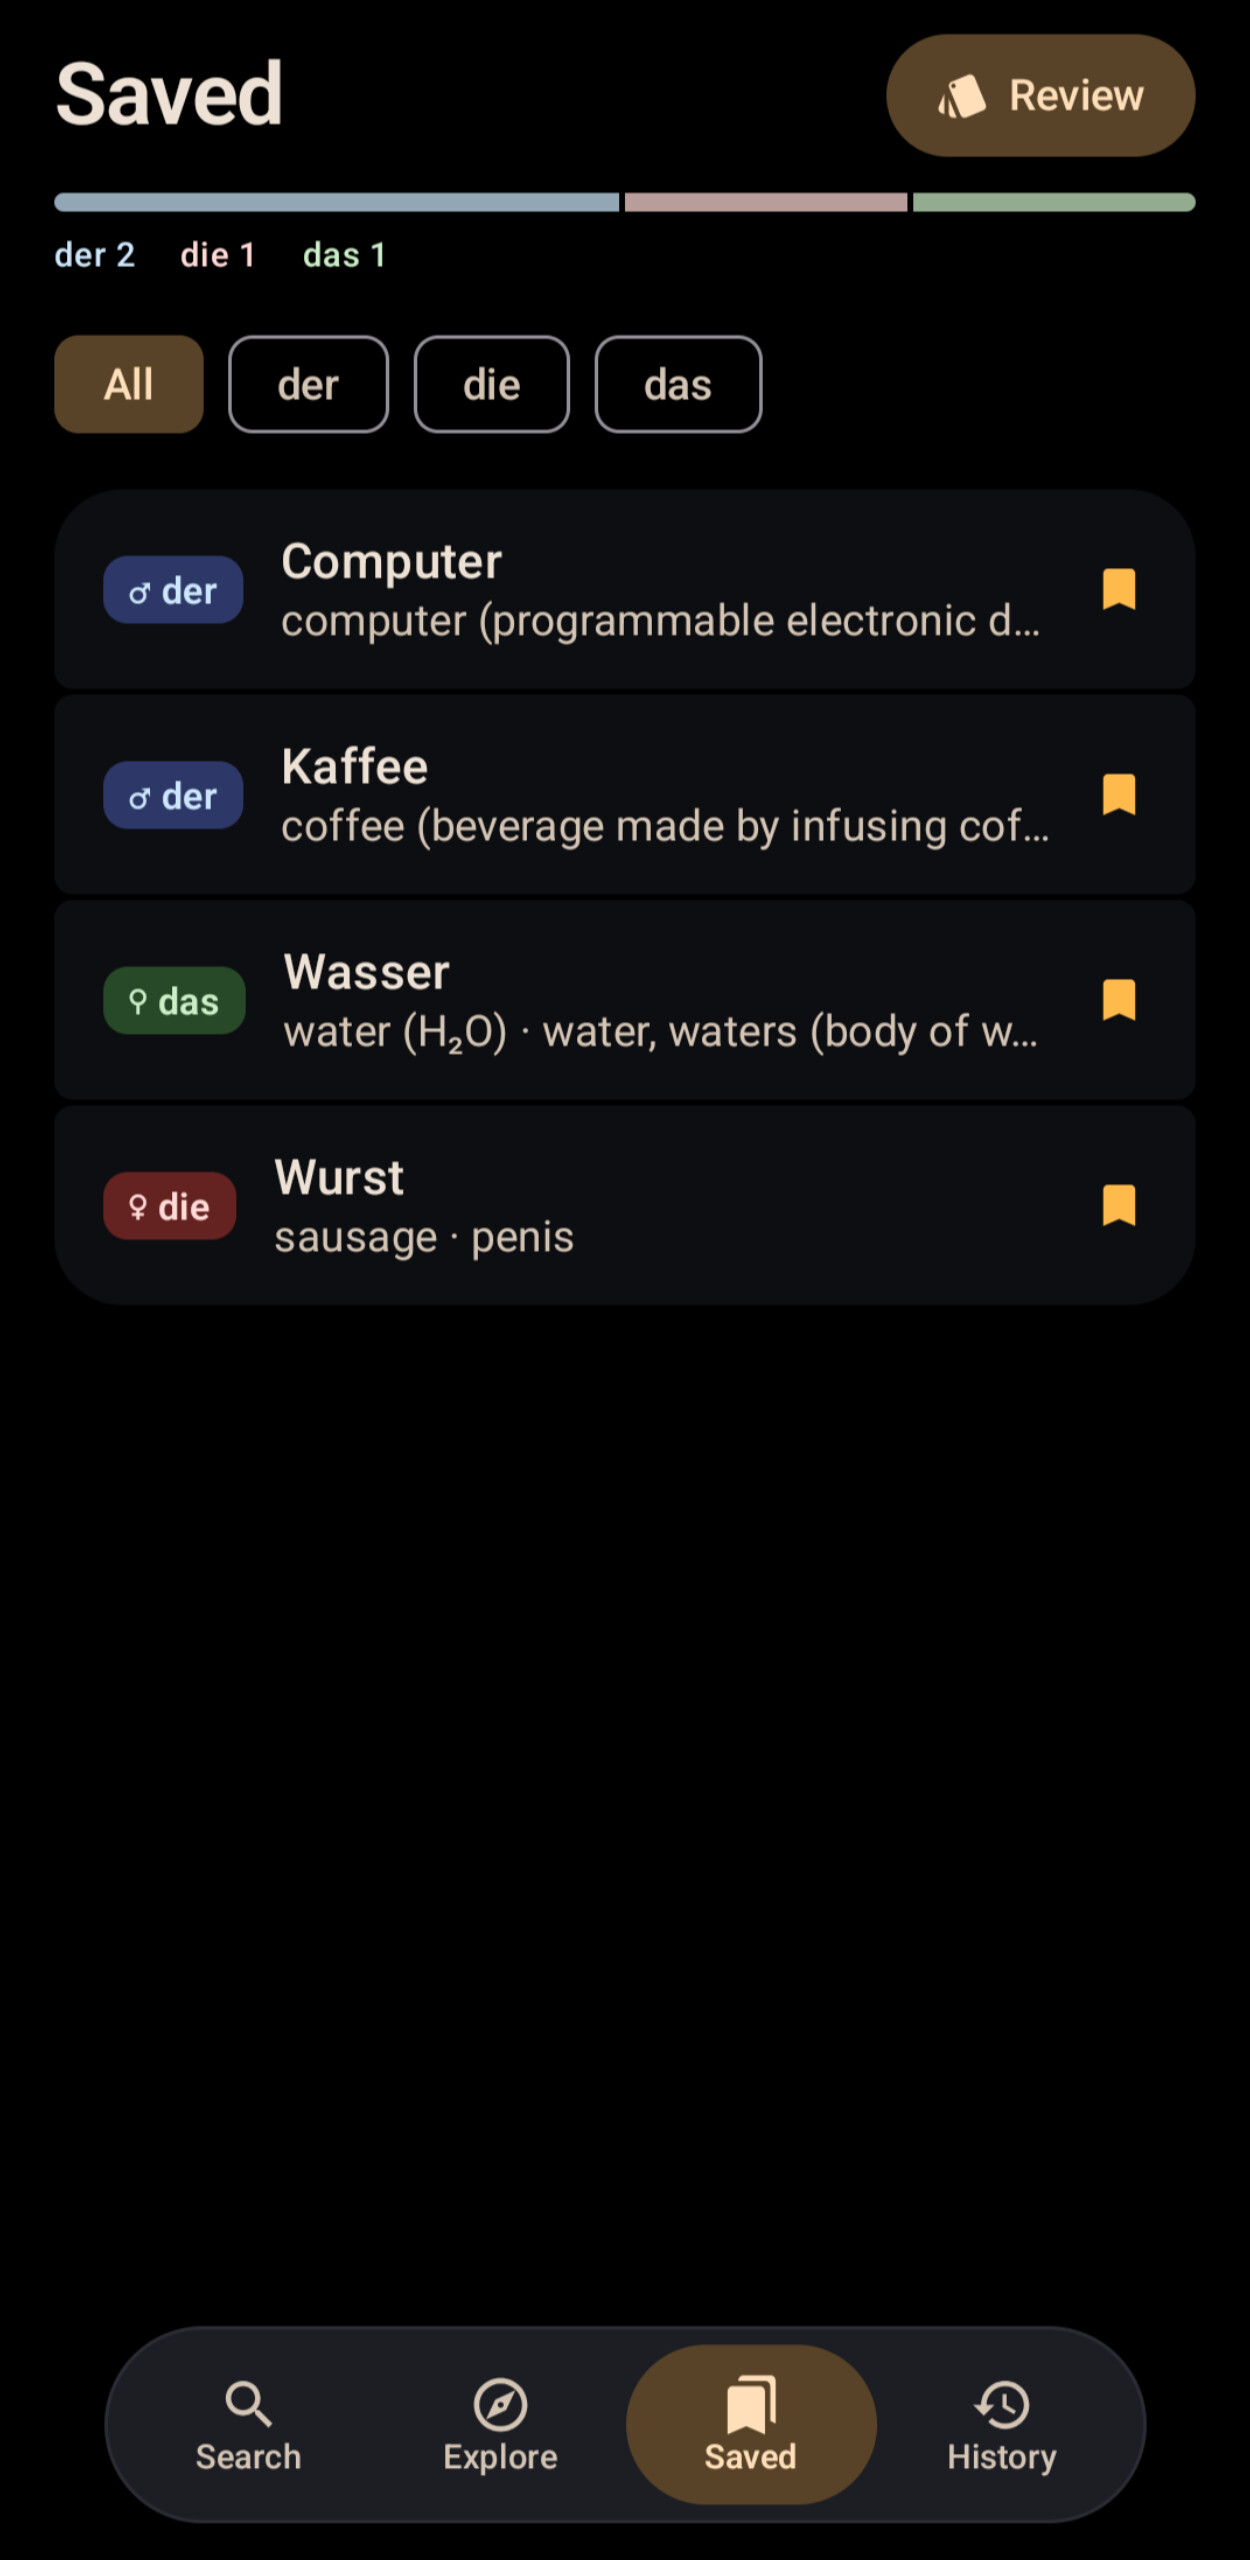 Saved
Review
der 2 die 1 das 1
All der die das
Computer
♂ der
computer (programmable electronic d...
Kaffee
♂ der
coffee (beverage made by infusing cof...
Wasser
⚲ das
water (H₂O) · water, waters (body of w...
Wurst
♀ die
sausage · penis
Search Explore Saved History